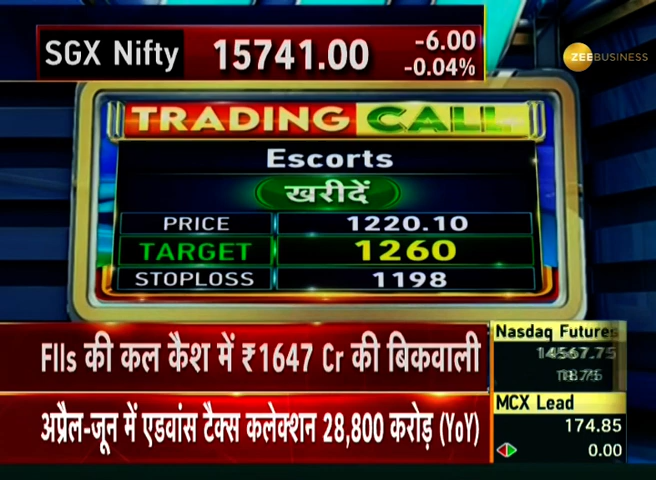 SGX Nifty 15741.00 -6.00
-0.04%
ZEEBUSINESS
TRADING CALL
Escorts
खरीदें
PRICE 1220.10
TARGET 1260
STOPLOSS 1198
FIIs की कल कैश में ₹1647 Cr की बिकवाली
अप्रैल-जून में एडवांस टैक्स कलेक्शन 28,800 करोड़ (YoY)
Nasdaq Futures
14567.75
MCX Lead
174.85
0.00